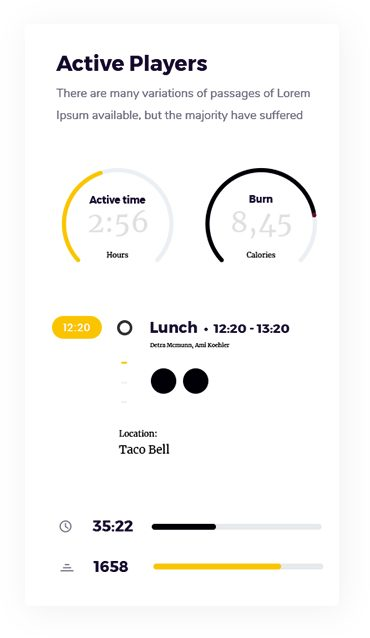 Active Players
There are many variations of passages of Lorem
Ipsum available, but the majority have suffered
Active time
2:56
Hours
Burn
8,45
Calories
12:20
Lunch • 12:20 - 13:20
Detra Mcmunn, Ami Koehler
Location:
Taco Bell
35:22
1658